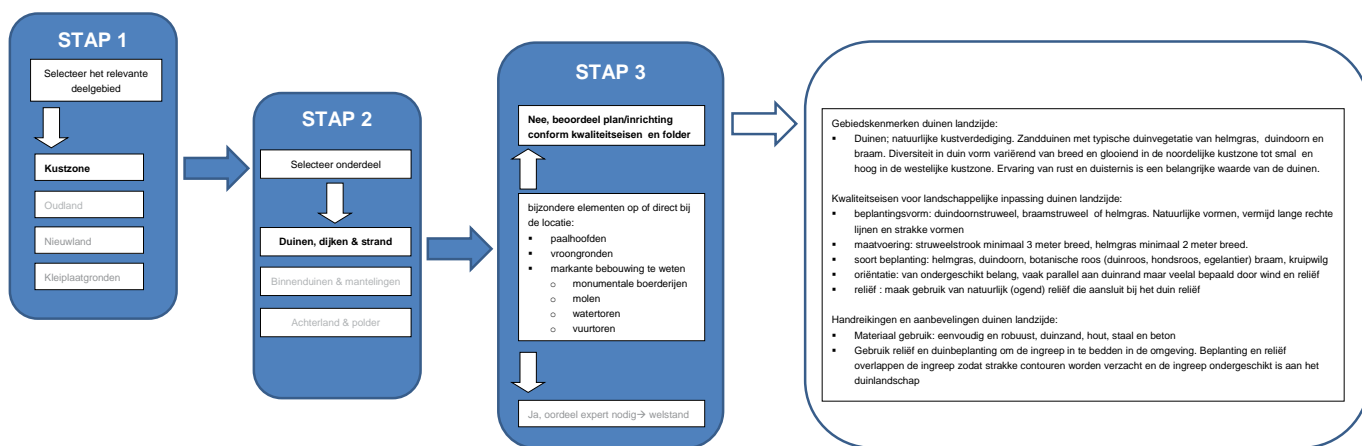 STAP 1
Selecteer het relevante
deelgebied
Kustzone
Oudland
Nieuwland
Kleiplaatgronden
STAP 2
Selecteer onderdeel
Duinen, dijken & strand
Binnenduinen & mantelingen
Achterland & polder
STAP 3
Nee, beoordeel plan/inrichting
conform kwaliteitseisen en folder
bijzondere elementen op of direct bij
de locatie:
▪ paalhoofden
▪ vroongronden
▪ markante bebouwing te weten
o monumentale boerderijen
o molen
o watertoren
o vuurtoren
Ja, oordeel expert nodig→ welstand
Gebiedskenmerken duinen landzijde:
▪ Duinen; natuurlijke kustverdediging. Zandduinen met typische duinvegetatie van helmgras, duindoorn en
braam. Diversiteit in duin vorm variërend van breed en glooiend in de noordelijke kustzone tot smal en
hoog in de westelijke kustzone. Ervaring van rust en duisternis is een belangrijke waarde van de duinen.
Kwaliteitseisen voor landschappelijke inpassing duinen landzijde:
▪ beplantingsvorm: duindoornstruweel, braamstruweel of helmgras. Natuurlijke vormen, vermijd lange rechte
lijnen en strakke vormen
▪ maatvoering: struweelstrook minimaal 3 meter breed, helmgras minimaal 2 meter breed.
▪ soort beplanting: helmgras, duindoorn, botanische roos (duinroos, hondsroos, egelantier) braam, kruipwilg
▪ oriëntatie: van ondergeschikt belang, vaak parallel aan duinrand maar veelal bepaald door wind en reliëf
▪ reliëf : maak gebruik van natuurlijk (ogend) reliëf die aansluit bij het duin reliëf
Handreikingen en aanbevelingen duinen landzijde:
▪ Materiaal gebruik: eenvoudig en robuust, duinzand, hout, staal en beton
▪ Gebruik reliëf en duinbeplanting om de ingreep in te bedden in de omgeving. Beplanting en reliëf
overlappen de ingreep zodat strakke contouren worden verzacht en de ingreep ondergeschikt is aan het
duinlandschap